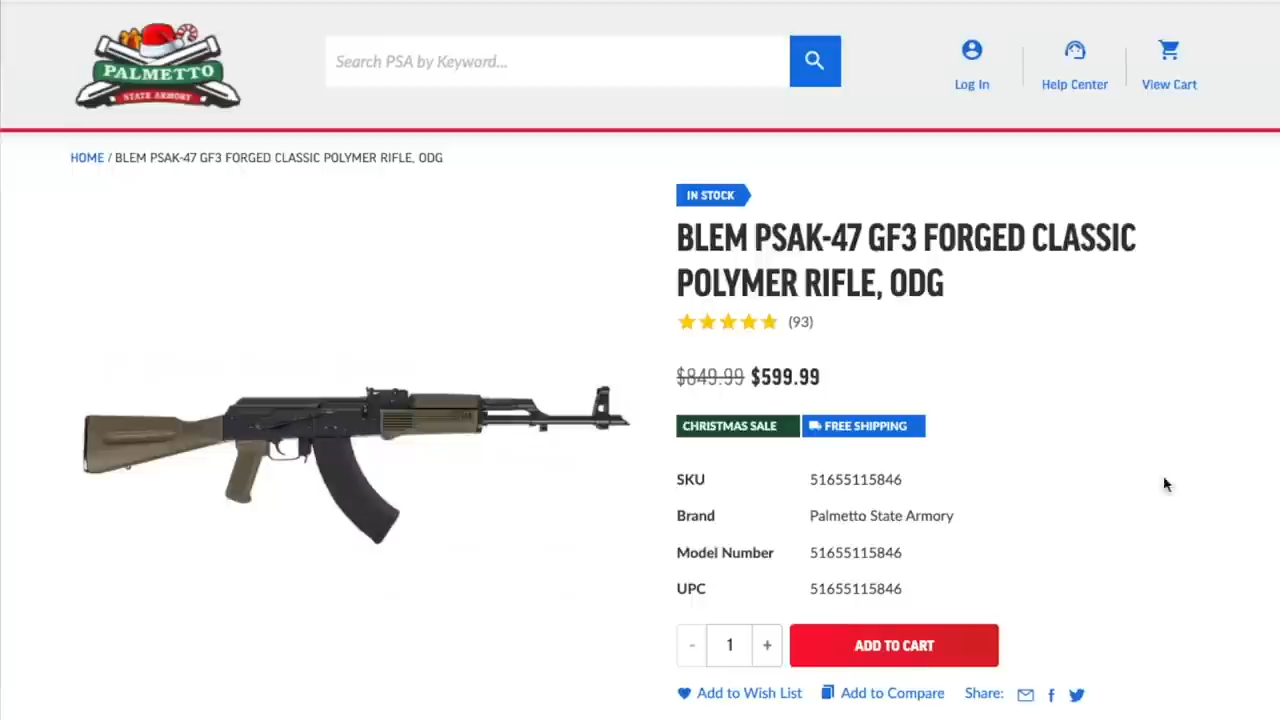 PALMETTO
STATE ARMORY
Search PSA by Keyword...
Log In
Help Center
View Cart
HOME / BLEM PSAK-47 GF3 FORGED CLASSIC POLYMER RIFLE, ODG
IN STOCK
BLEM PSAK-47 GF3 FORGED CLASSIC
POLYMER RIFLE, ODG
(93)
$849.99 $599.99
CHRISTMAS SALE FREE SHIPPING
SKU 51655115846
Brand Palmetto State Armory
Model Number 51655115846
UPC 51655115846
- 1 + ADD TO CART
Add to Wish List Add to Compare Share: